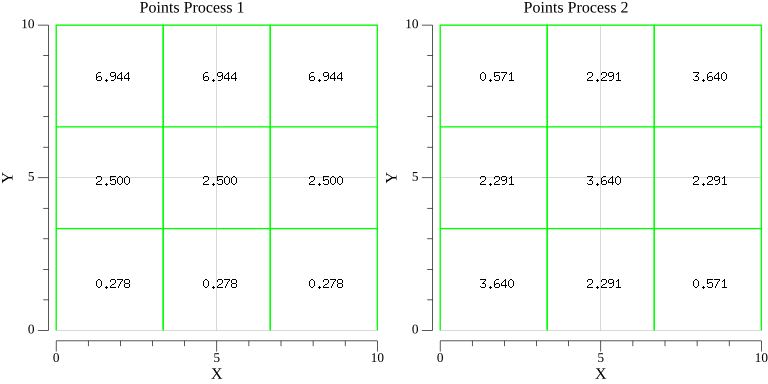 Points Process 1
10
6.944 6.944 6.944
Y
5
2.500 2.500 2.500
0.278 0.278 0.278
0
0 5 10
X
Points Process 2
10
0.571 2.291 3.640
Y
5
2.291 3.640 2.291
3.640 2.291 0.571
0
0 5 10
X